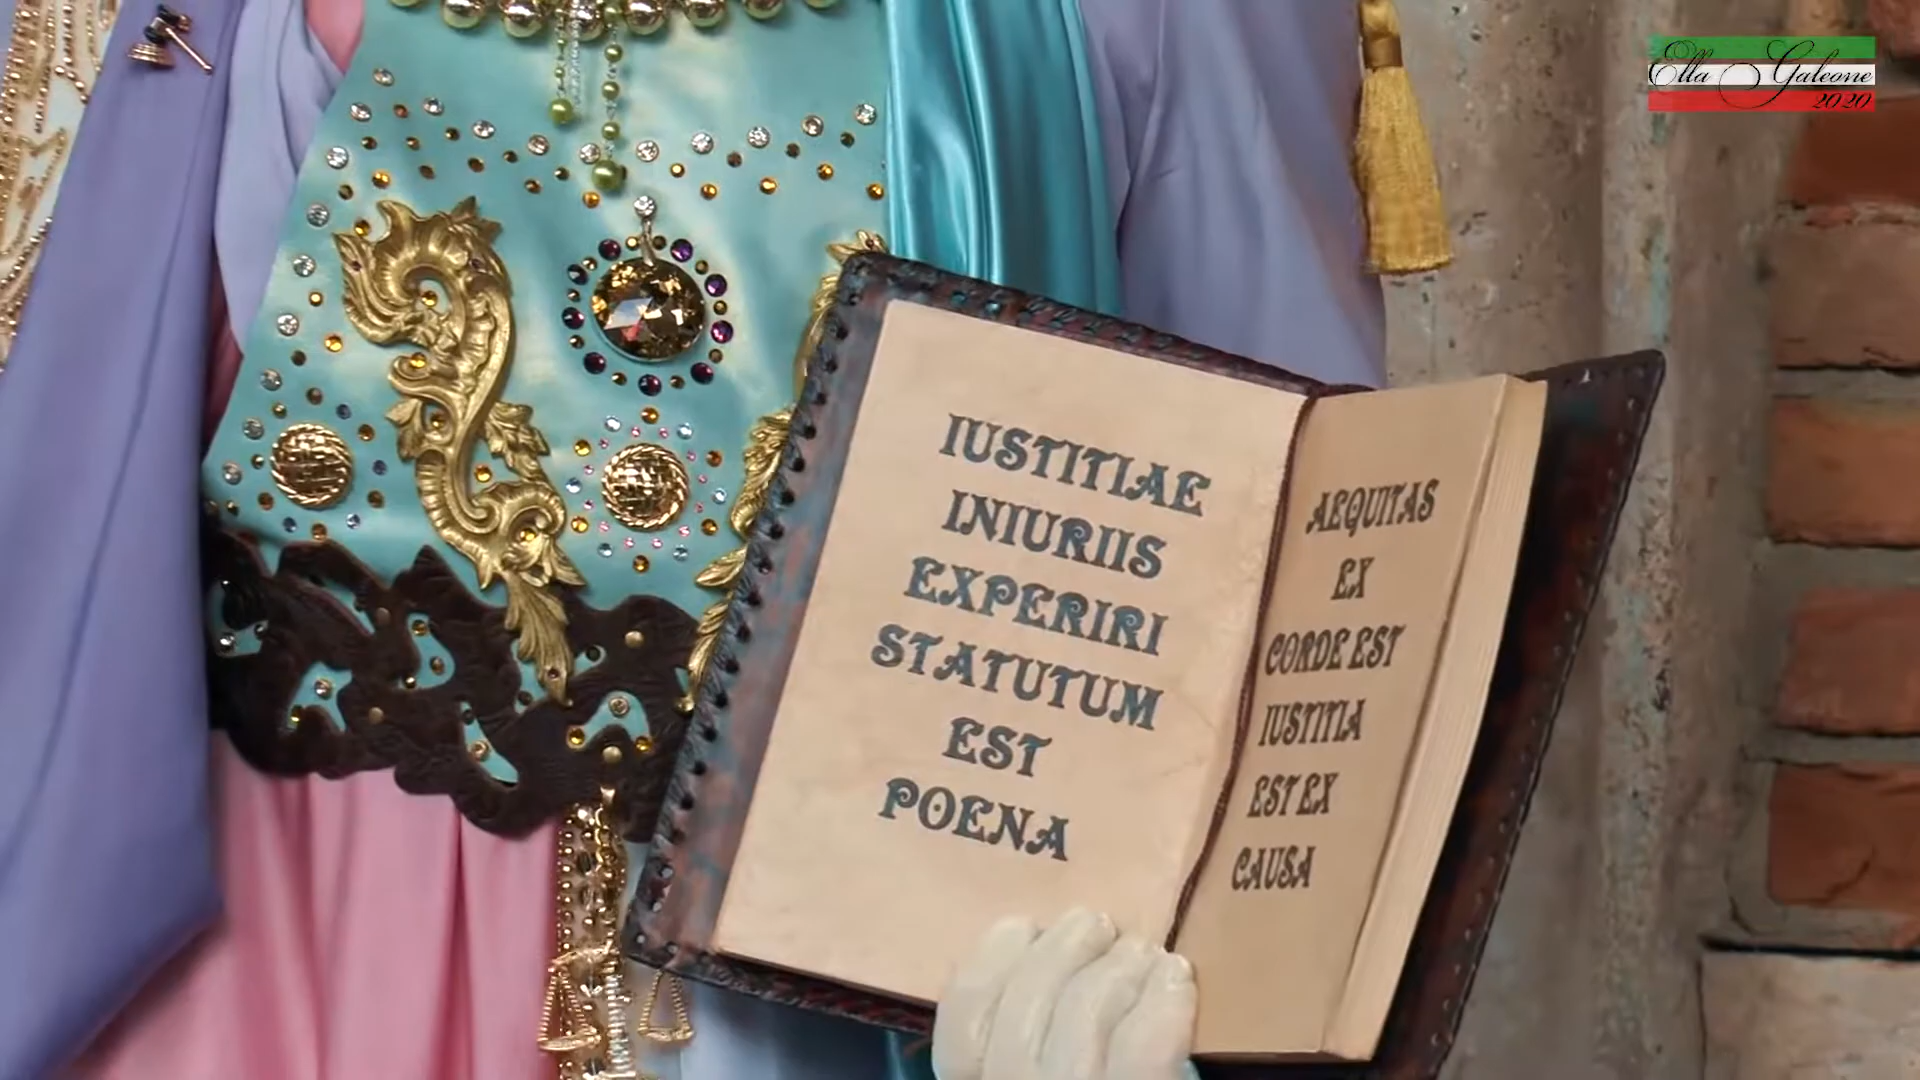 Ella Galeone
2020
IUSTITIAE
INIURIIS
EXPERIRI
STATUTUM
EST
POENA
AEQUITAS
EX
CORDE EST
IUSTITIA
EST EX
CAUSA